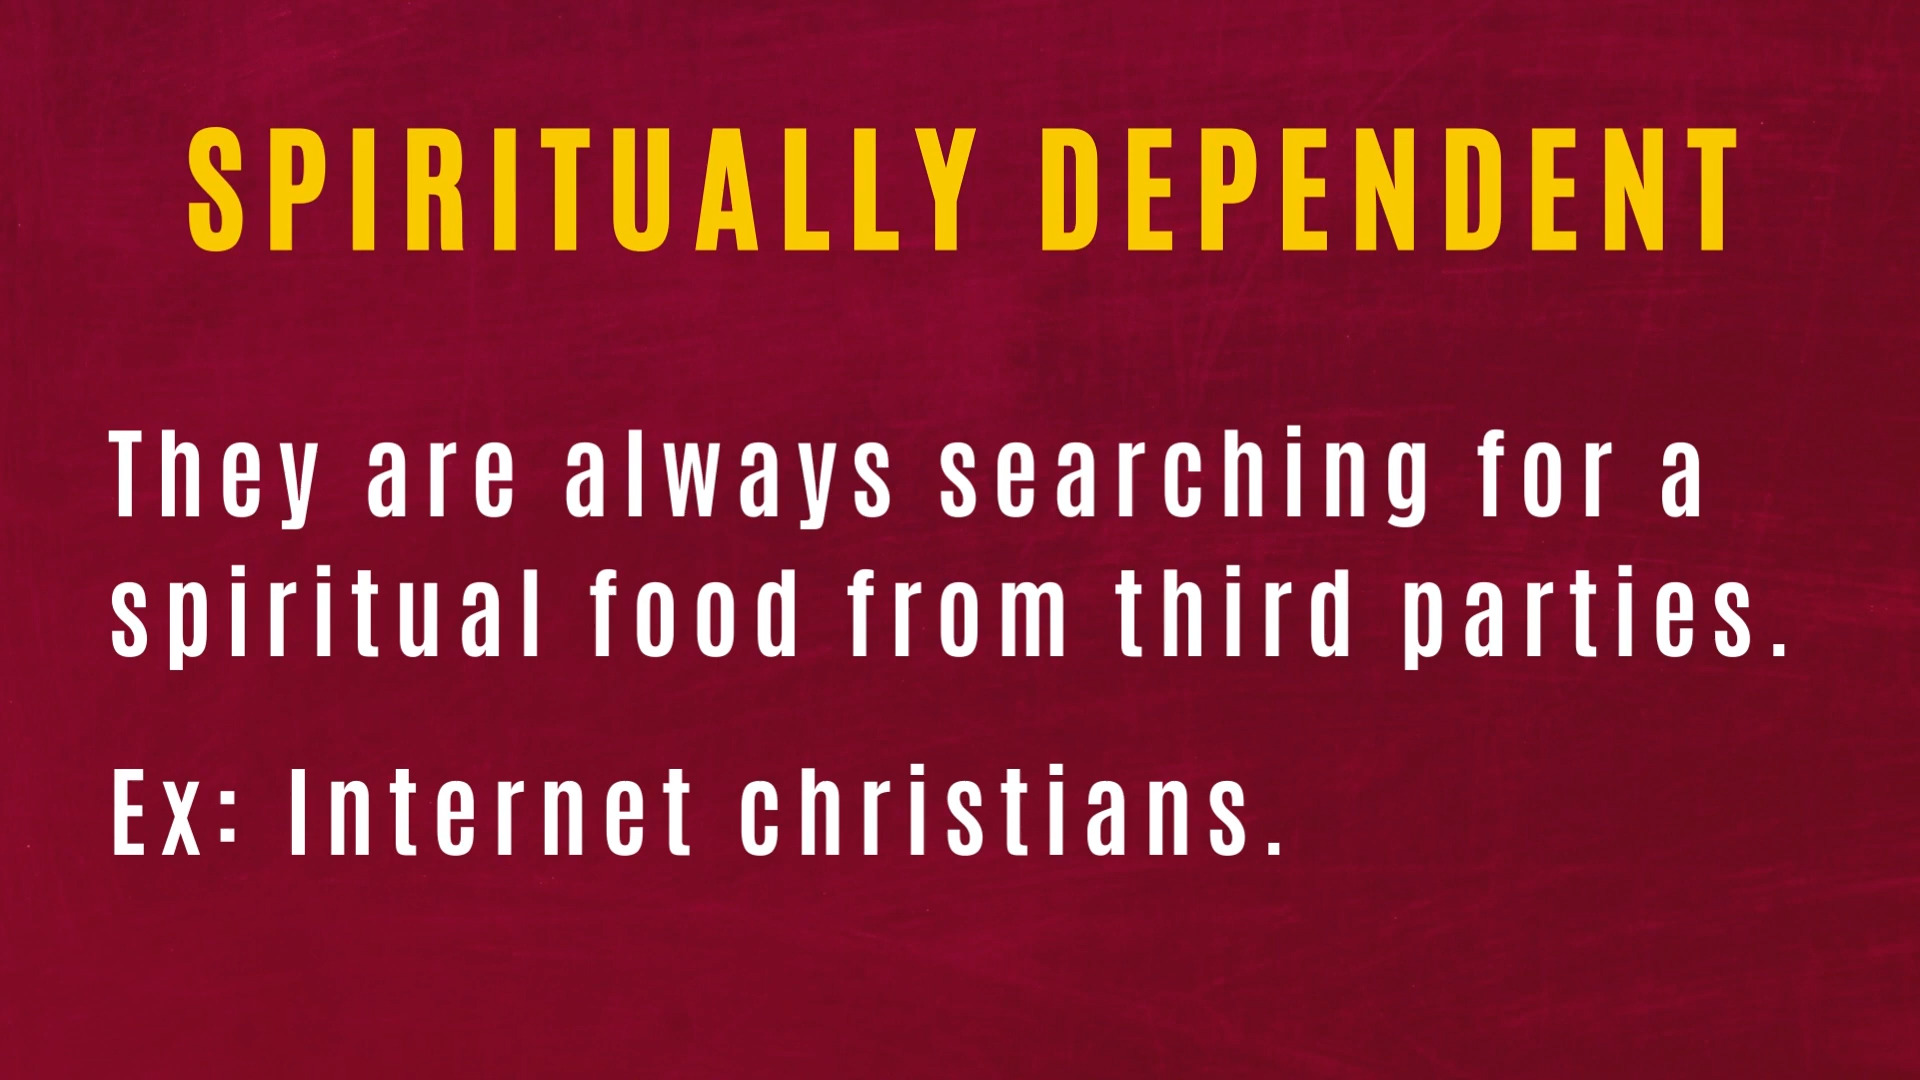 SPIRITUALLY DEPENDENT
They are always searching for a
spiritual food from third parties.
Ex: Internet christians.